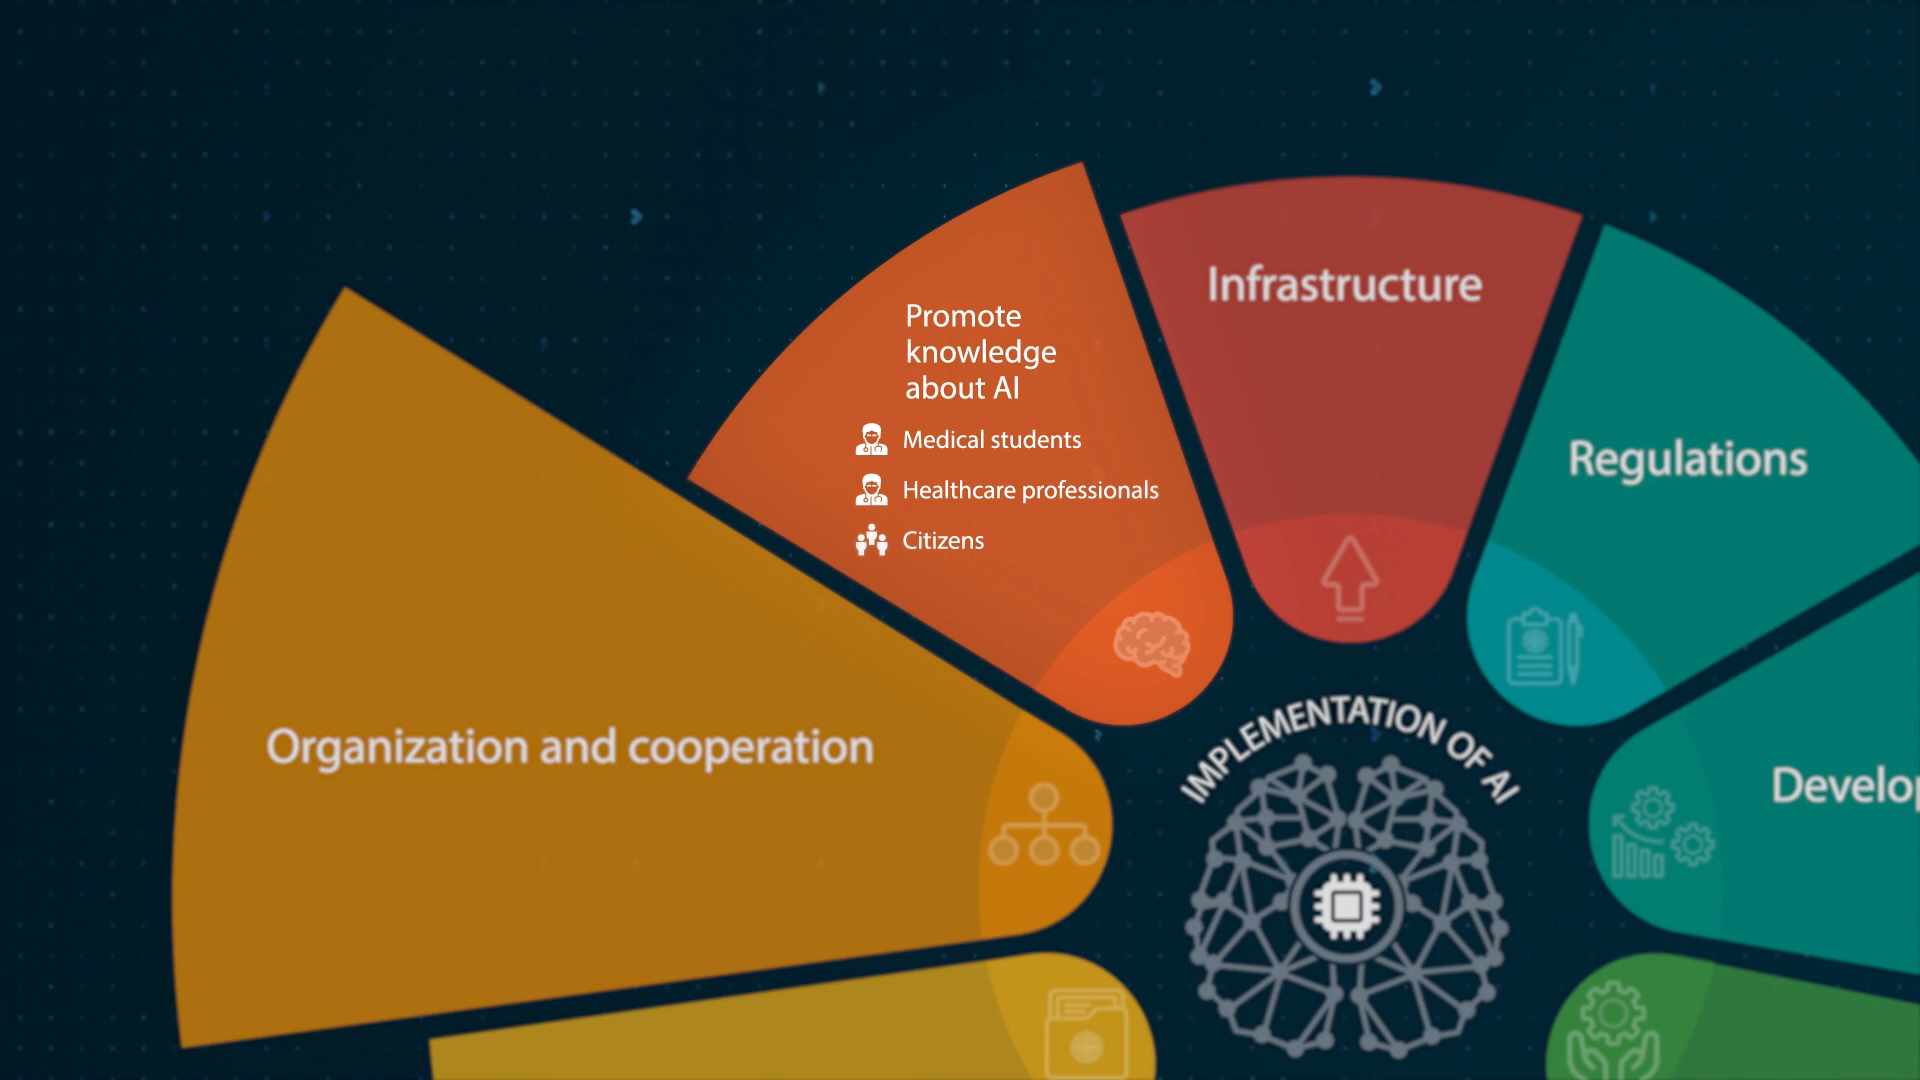 Infrastructure
Promote
knowledge
about AI
Medical students
Healthcare professionals
Citizens
Regulations
Organization and cooperation
IMPLEMENTATION OF AI